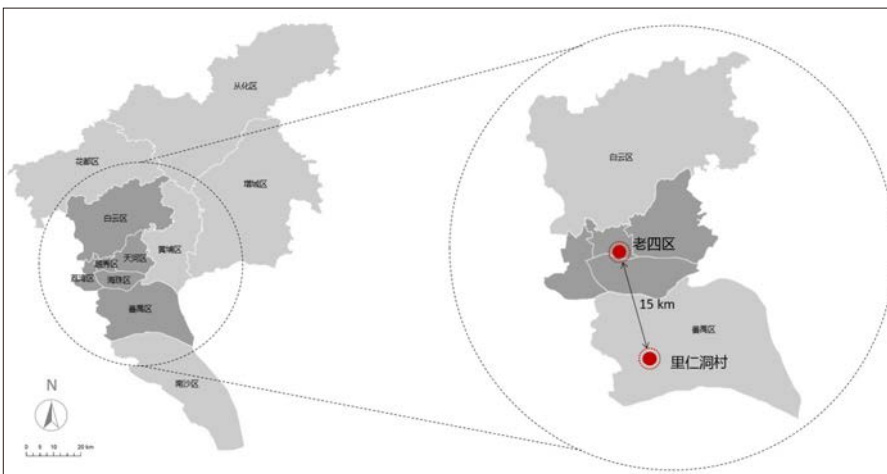 从化区
花都区
增城区
白云区
黄埔区
天河区
越秀区
荔湾区
海珠区
番禺区
南沙区
N
0 5 10 20 km
白云区
老四区
15 km
番禺区
里仁洞村